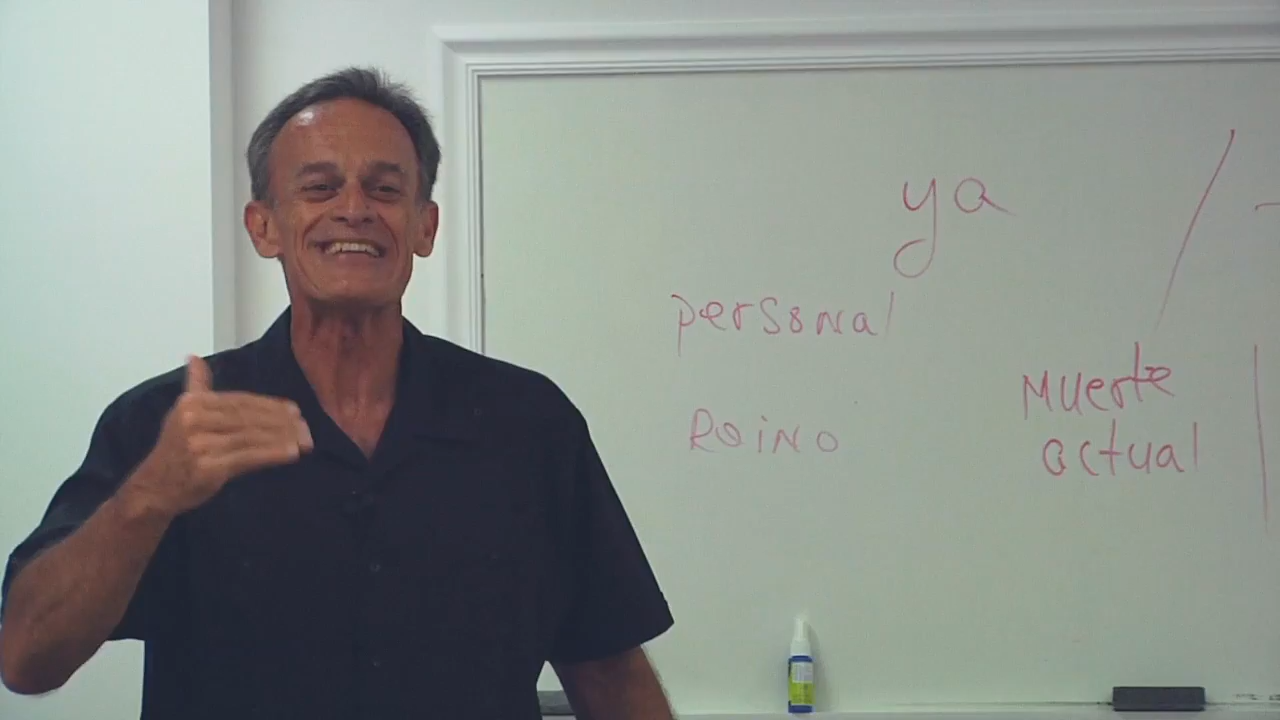 ya /
personal
Reino
Muerte
actual